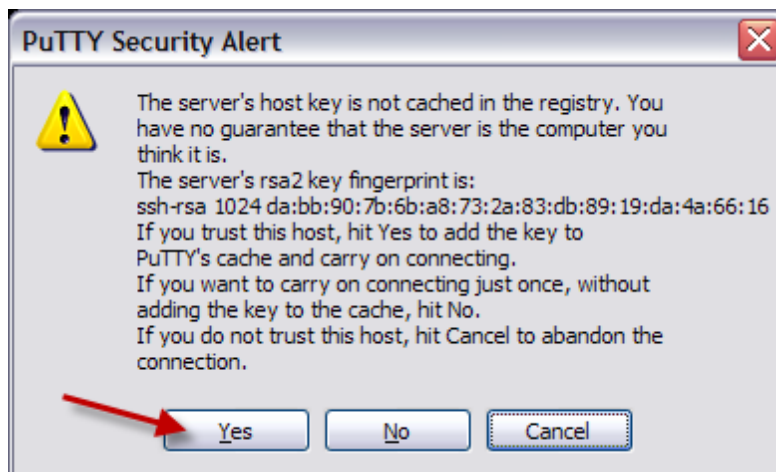 PuTTY Security Alert
The server's host key is not cached in the registry. You
have no guarantee that the server is the computer you
think it is.
The server's rsa2 key fingerprint is:
ssh-rsa 1024 da:bb:90:7b:6b:a8:73:2a:83:db:89:19:da:4a:66:16
If you trust this host, hit Yes to add the key to
PuTTY's cache and carry on connecting.
If you want to carry on connecting just once, without
adding the key to the cache, hit No.
If you do not trust this host, hit Cancel to abandon the
connection.
Yes No Cancel